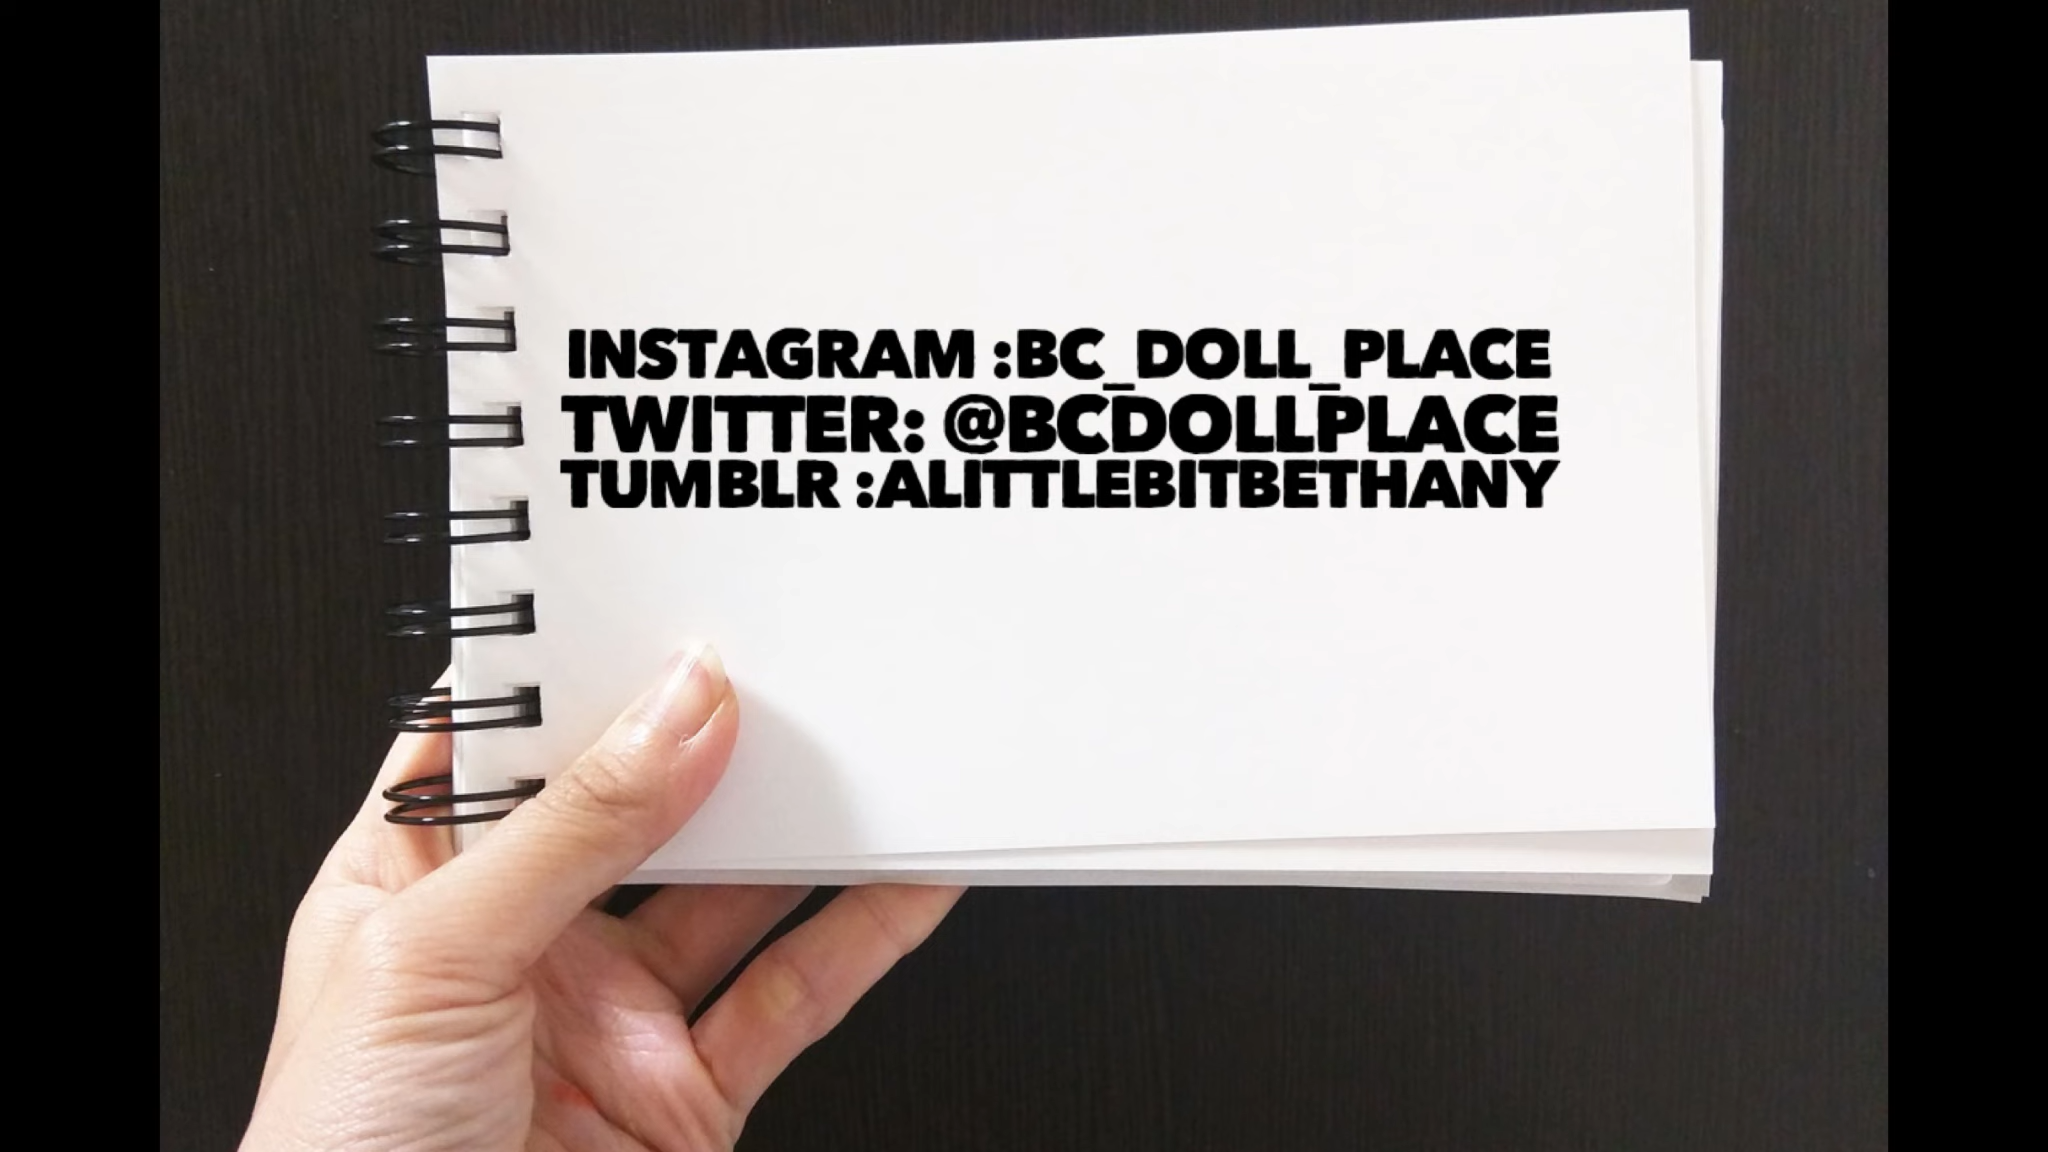 INSTAGRAM :BC_DOLL_PLACE
TWITTER: @BCDOLLPLACE
TUMBLR :ALITTLEBITBETHANY